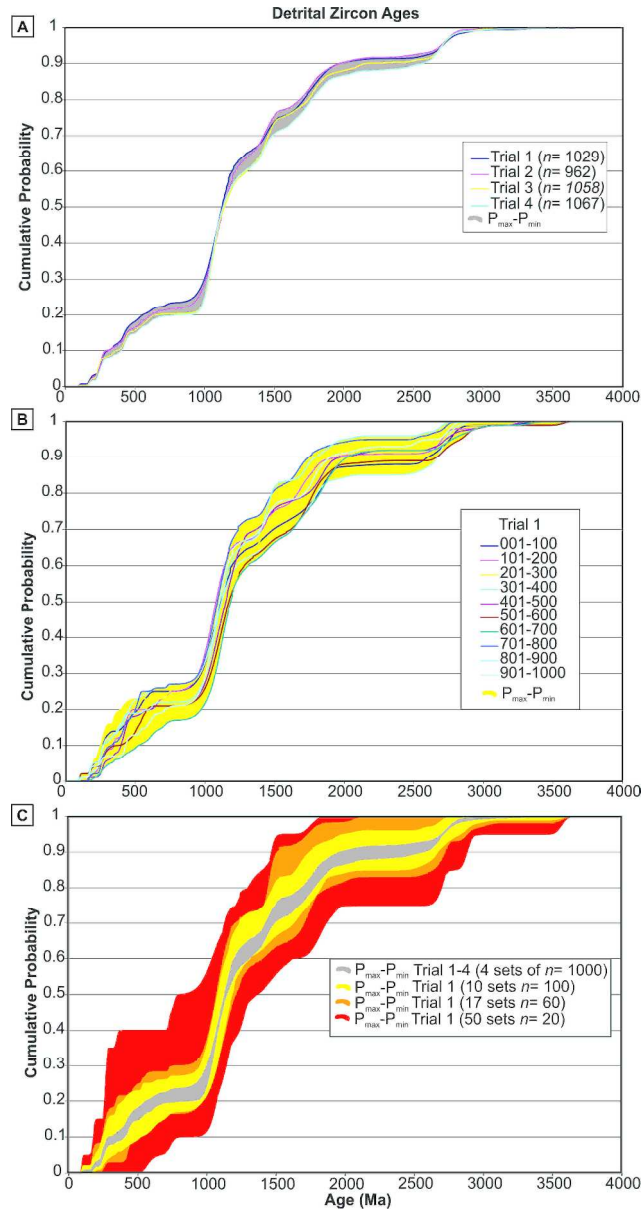 Detrital Zircon Ages
A
Cumulative Probability
1
0.9
0.8
0.7
0.6
0.5
0.4
0.3
0.2
0.1
0
Trial 1 (n= 1029)
Trial 2 (n= 962)
Trial 3 (n= 1058)
Trial 4 (n= 1067)
Pmax-Pmin
0 500 1000 1500 2000 2500 3000 3500 4000
B
Cumulative Probability
1
0.9
0.8
0.7
0.6
0.5
0.4
0.3
0.2
0.1
0
Trial 1
001-100
101-200
201-300
301-400
401-500
501-600
601-700
701-800
801-900
901-1000
Pmax-Pmin
0 500 1000 1500 2000 2500 3000 3500 4000
C
Cumulative Probability
1
0.9
0.8
0.7
0.6
0.5
0.4
0.3
0.2
0.1
0
Pmax-Pmin Trial 1-4 (4 sets of n= 1000)
Pmax-Pmin Trial 1 (10 sets n= 100)
Pmax-Pmin Trial 1 (17 sets n= 60)
Pmax-Pmin Trial 1 (50 sets n= 20)
0 500 1000 1500 2000 2500 3000 3500 4000
Age (Ma)